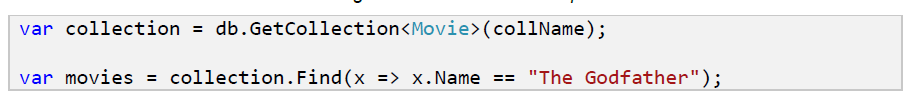 var collection = db.GetCollection<Movie>(collName);
var movies = collection.Find(x => x.Name == "The Godfather");